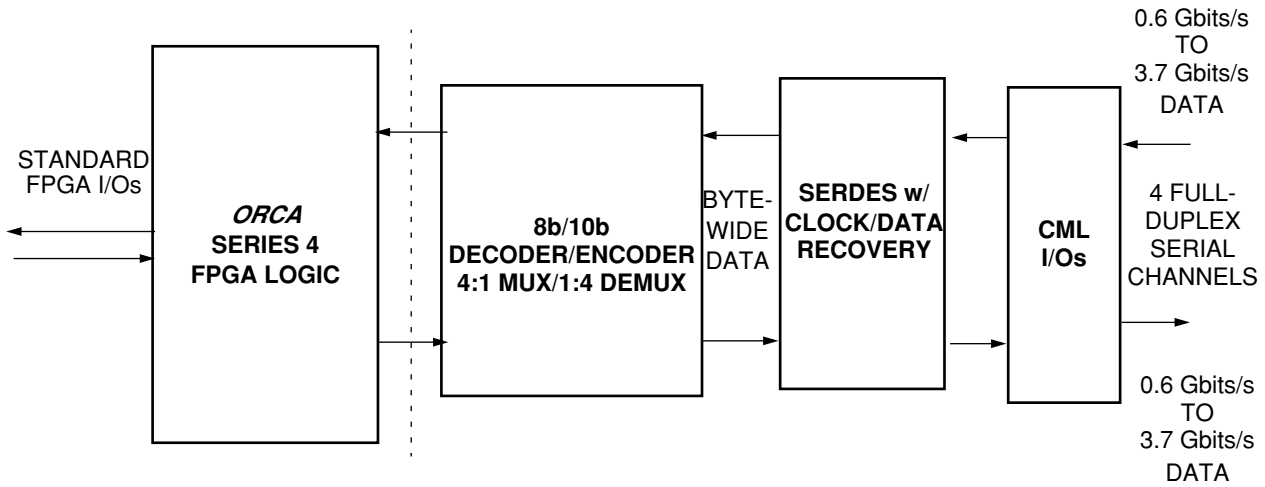 STANDARD
FPGA I/Os
ORCA
SERIES 4
FPGA LOGIC
8b/10b
DECODER/ENCODER
4:1 MUX/1:4 DEMUX
BYTE-
WIDE
DATA
SERDES w/
CLOCK/DATA
RECOVERY
CML
I/Os
0.6 Gbits/s
TO
3.7 Gbits/s
DATA
4 FULL-
DUPLEX
SERIAL
CHANNELS
0.6 Gbits/s
TO
3.7 Gbits/s
DATA